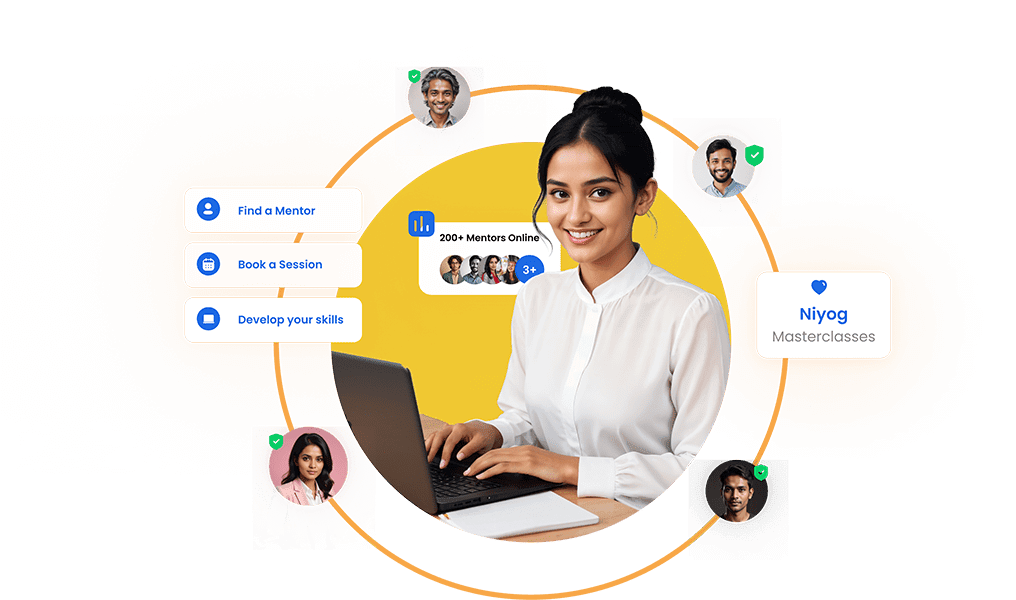 Find a Mentor
Book a Session
Develop your skills
200+ Mentors Online
3+
Niyog
Masterclasses